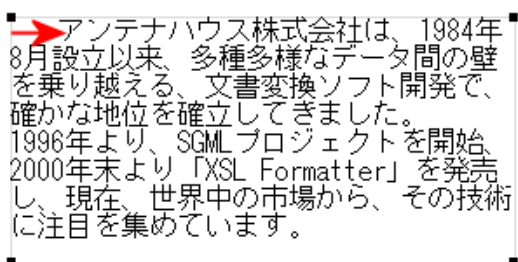 アンテナハウス株式会社は、1984年
8月設立以来、多種多様なデータ間の壁
を乗り越える、文書変換ソフト開発で、
確かな地位を確立してきました。
1996年より、SGMLプロジェクトを開始、
2000年末より「XSL Formatter」を発売
し、現在、世界中の市場から、その技術
に注目を集めています。